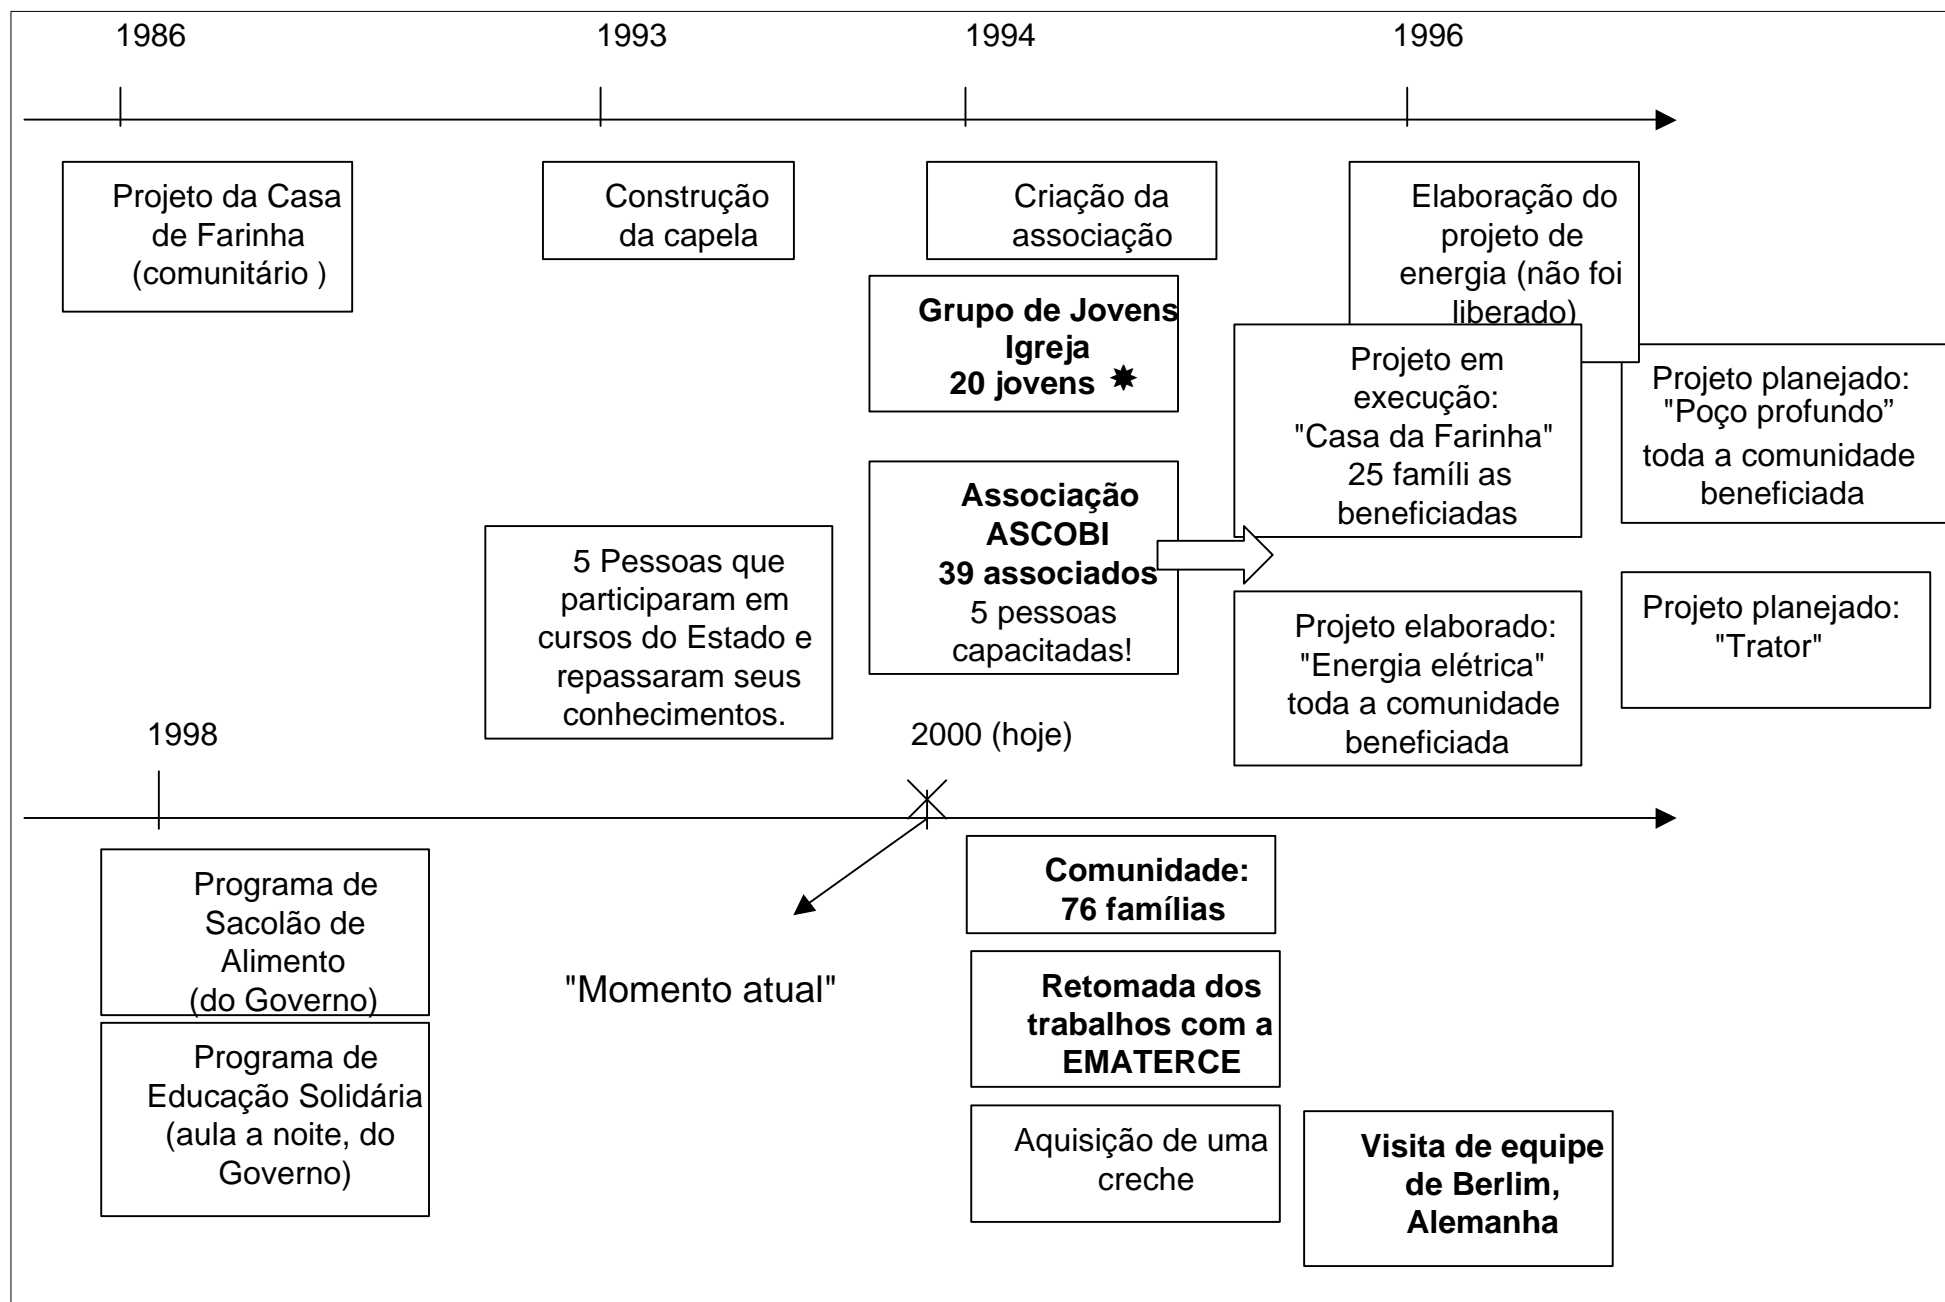 1986
1993
1994
1996
Projeto da Casa
de Farinha
(comunitário )
Construção
da capela
Criação da
associação
Elaboração do
projeto de
energia (não foi
liberado)
Grupo de Jovens
Igreja
20 jovens
Projeto em
execução:
"Casa da Farinha"
25 famíli as
beneficiadas
Projeto planejado:
"Poço profundo”
toda a comunidade
beneficiada
5 Pessoas que
participaram em
cursos do Estado e
repassaram seus
conhecimentos.
Associação
ASCOBI
39 associados
5 pessoas
capacitadas!
Projeto elaborado:
"Energia elétrica"
toda a comunidade
beneficiada
Projeto planejado:
"Trator"
1998
2000 (hoje)
Programa de
Sacolão de
Alimento
(do Governo)
Programa de
Educação Solidária
(aula a noite, do
Governo)
"Momento atual"
Comunidade:
76 famílias
Retomada dos
trabalhos com a
EMATERCE
Aquisição de uma
creche
Visita de equipe
de Berlim,
Alemanha